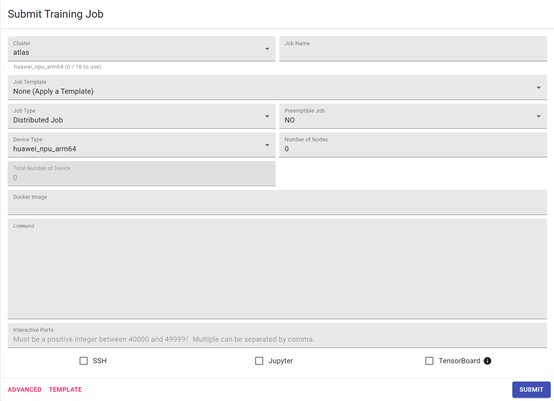 Submit Training Job
Cluster
atlas
huawei_npu_arm64 (0 / 16 to use)
Job Name
Job Template
None (Apply a Template)
Job Type
Distributed Job
Preemptible Job
NO
Device Type
huawei_npu_arm64
Number of Nodes
0
Total Number of Device
0
Docker Image
Command
Interactive Ports
Must be a positive integer between 40000 and 49999! Multiple can be separated by comma.
SSH
Jupyter
TensorBoard
ADVANCED TEMPLATE
SUBMIT